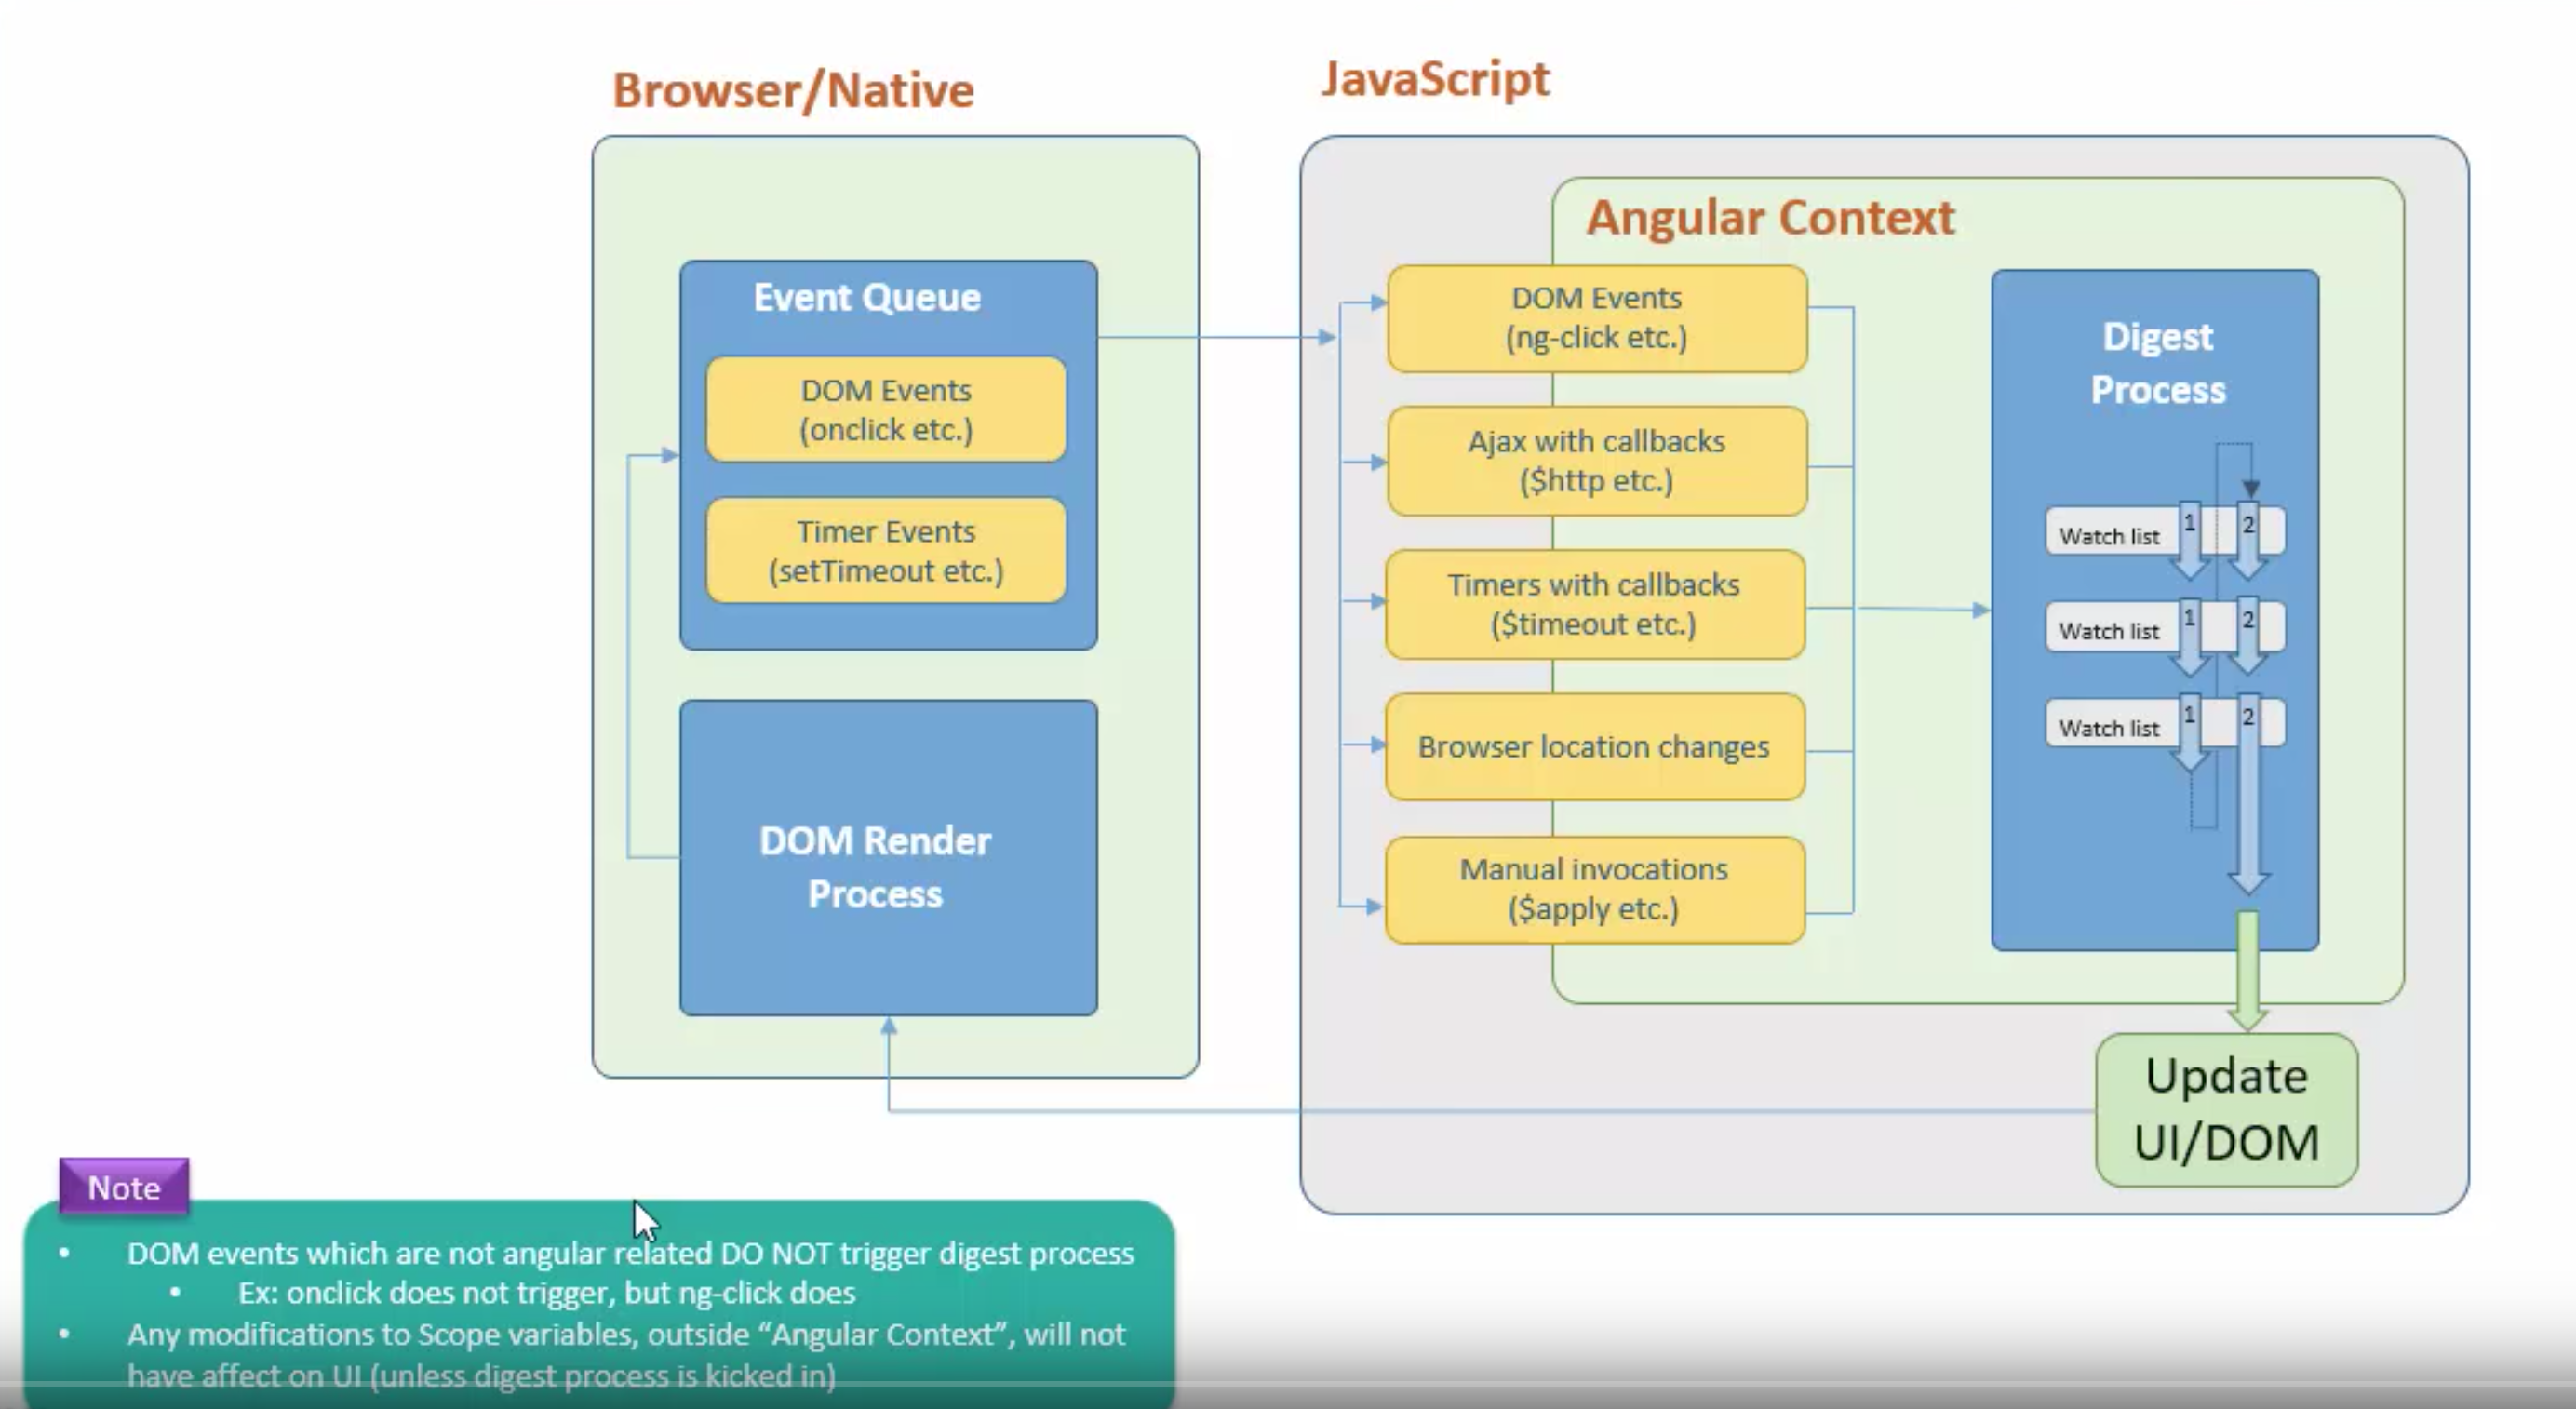 Browser/Native
JavaScript
Event Queue
DOM Events
(onclick etc.)
Timer Events
(setTimeout etc.)
DOM Render
Process
Angular Context
DOM Events
(ng-click etc.)
Ajax with callbacks
($http etc.)
Timers with callbacks
($timeout etc.)
Browser location changes
Manual invocations
($apply etc.)
Digest
Process
Watch list 1 2
Watch list 1 2
Watch list 1 2
Update
UI/DOM
Note
• DOM events which are not angular related DO NOT trigger digest process
• Ex: onclick does not trigger, but ng-click does
• Any modifications to Scope variables, outside “Angular Context”, will not
have affect on UI (unless digest process is kicked in)